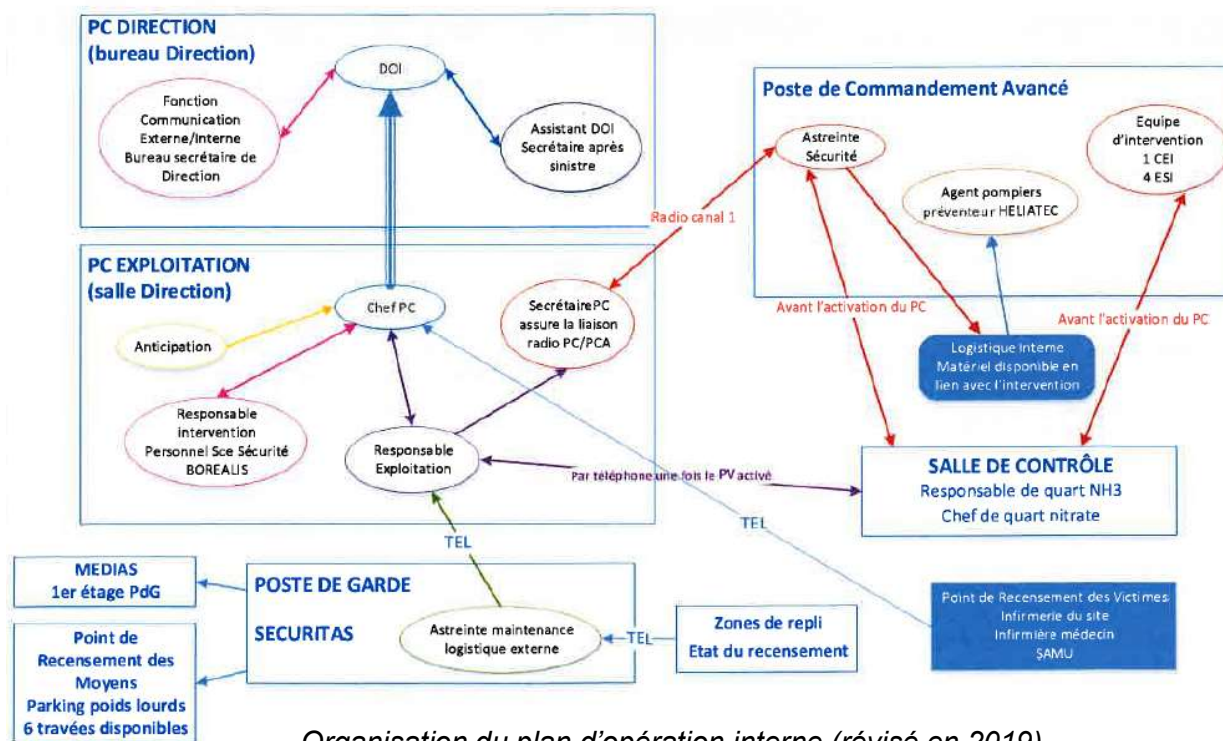 PC DIRECTION
(bureau Direction)
DOI
Fonction
Communication
Externe/Interne
Bureau secrétaire de
Direction
Assistant DOI
Secrétaire après
sinistre
Poste de Commandement Avancé
Astreinte
Sécurité
Equipe
d'intervention
1 CEI
4 ESI
Agent pompiers
préventeur HELIATEC
Radio canal 1
PC EXPLOITATION
(salle Direction)
Chef PC
Secrétaire PC
assure la liaison
radio PC/PCA
Anticipation
Responsable
intervention
Personnel Sce Sécurité
BOREALIS
Responsable
Exploitation
Avant l'activation du PC
Avant l'activation du PC
Logistique Interne
Matériel disponible en
lien avec l'intervention
Par téléphone une fois le PV activé
SALLE DE CONTRÔLE
Responsable de quart NH3
Chef de quart nitrate
TEL
TEL
MEDIAS
1er étage PdG
POSTE DE GARDE
SECURITAS
Astreinte maintenance
logistique externe
TEL
Zones de repli
Etat du recensement
Point de Recensement des Victimes
Infirmerie du site
Infirmière médecin
SAMU
Point de
Recensement des
Moyens
Parking poids lourds
6 travées disponibles
Organisation du plan d'opération interne (révisé en 2019)